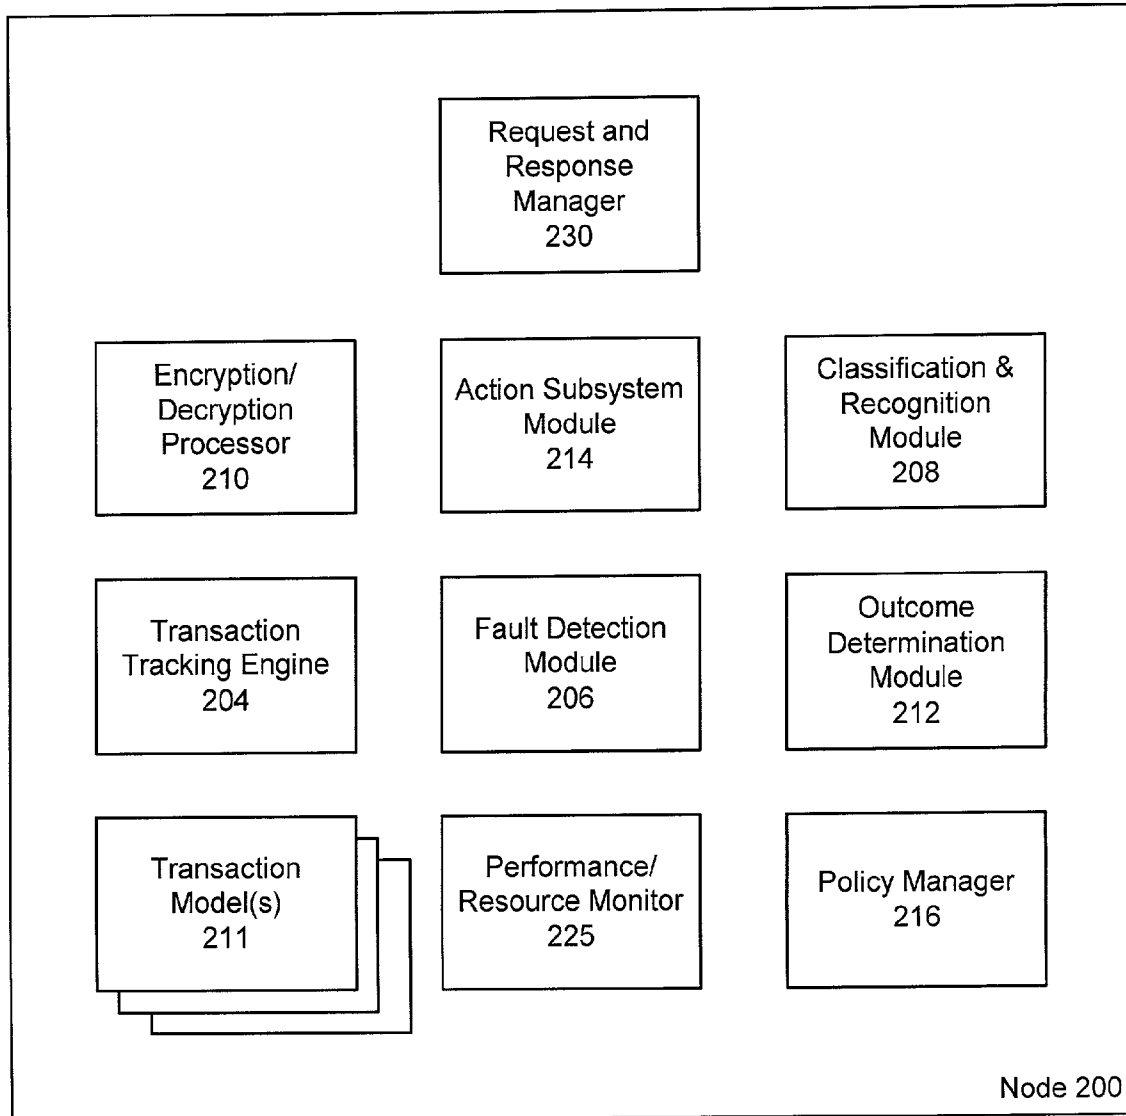 Request and
Response
Manager
230
Encryption/
Decryption
Processor
210
Action Subsystem
Module
214
Classification &
Recognition
Module
208
Transaction
Tracking Engine
204
Fault Detection
Module
206
Outcome
Determination
Module
212
Transaction
Model(s)
211
Performance/
Resource Monitor
225
Policy Manager
216
Node 200